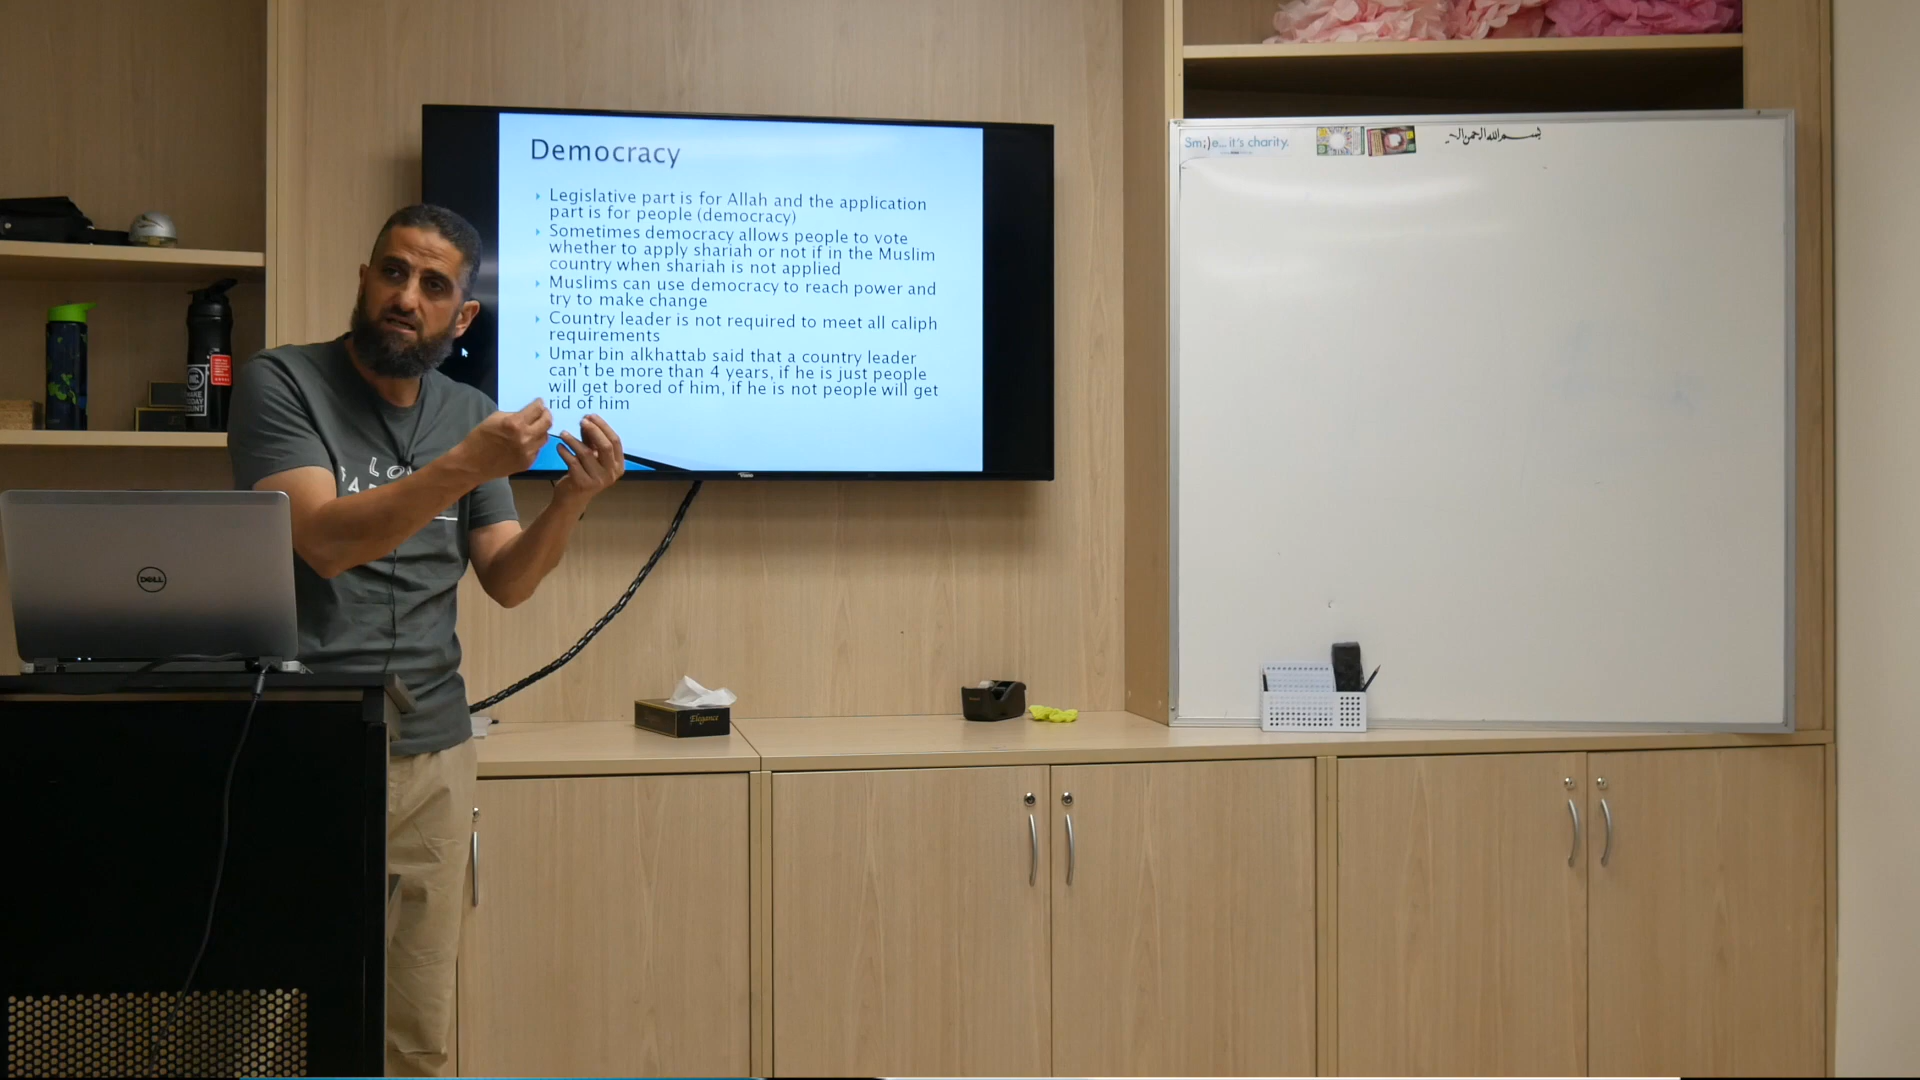 Democracy
Legislative part is for Allah and the application
part is for people (democracy)
Sometimes democracy allows people to vote
whether to apply shariah or not if in the Muslim
country when shariah is not applied
Muslims can use democracy to reach power and
try to make change
Country leader is not required to meet all caliph
requirements
Umar bin alkhattab said that a country leader
can't be more than 4 years, if he is just people
will get bored of him, if he is not people will get
rid of him
Sm;)e... it's charity.
DELL
Elegance